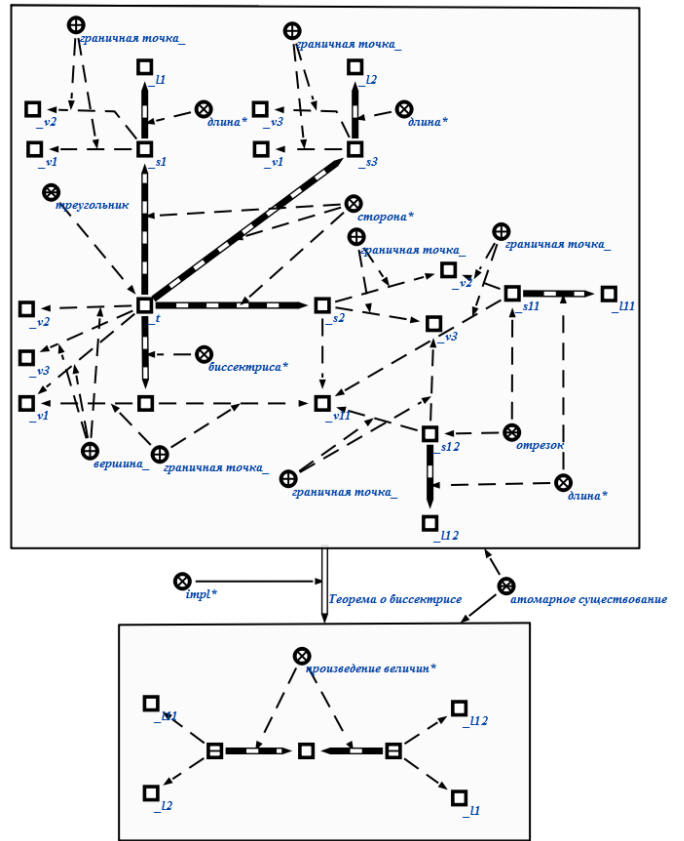 граничная точка_
граничная точка_
_l1
_l2
_v2
длина*
_v3
длина*
_v1
_s1
_v1
_s3
треугольник
сторона*
граничная точка_
граничная точка_
_v2
_s11
_l11
_v2
_t
_s2
_v3
_v3
биссектриса*
_v1
_v11
_s12
отрезок
вершина_
граничная точка_
граничная точка_
длина*
_l12
impl*
Теорема о биссектрисе
атомарное существование
произведение величин*
_l11
_l12
_l2
_l1